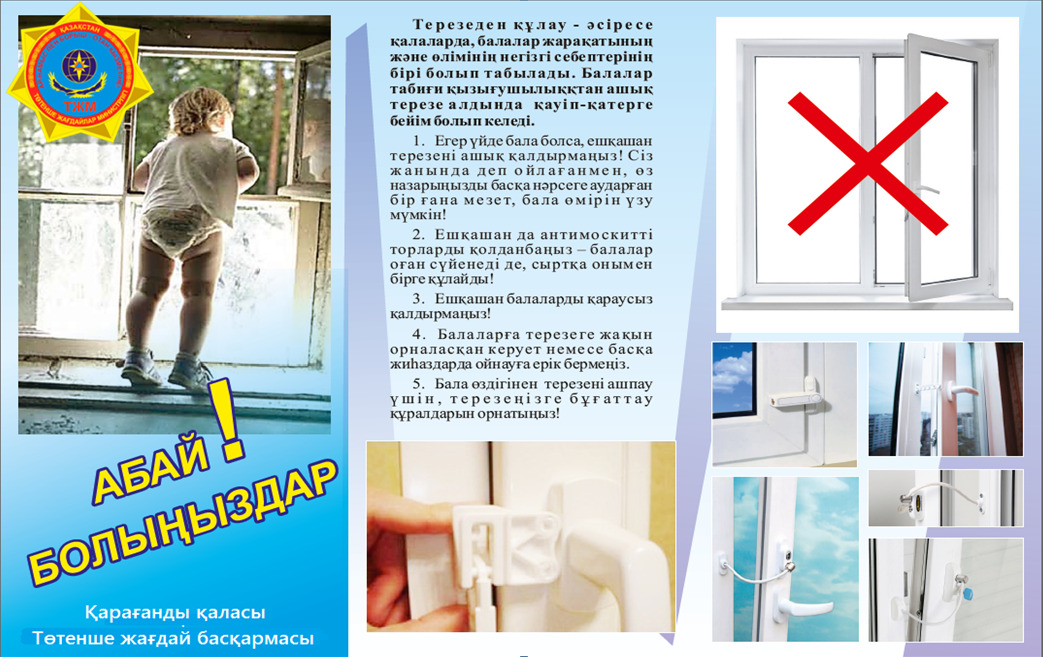 ҚАЗАҚСТАН
ТЖМ
ТӨТЕНШЕ ЖАҒДАЙЛАР МИНИСТРЛІГІ
АБАЙ !
БОЛЫҢЫЗДАР
Қарағанды қаласы
Төтенше жағдай басқармасы
Терезеден құлау - әсіресе
қалаларда, балалар жарақатының
және өлімінің негізгі себептерінің
бірі болып табылады. Балалар
табиғи қызығушылыққтан ашық
терезе алдында қауіп-қатерге
бейім болып келеді.
1. Егер үйде бала болса, ешқашан
терезені ашық қалдырмаңыз! Сіз
жанында деп ойлағанмен, өз
назарыңызды басқа нәрсеге аударған
бір ғана мезет, бала өмірін үзу
мүмкін!
2. Ешқашан да антимоскитті
торларды қолданбаңыз – балалар
оған сүйенеді де, сыртқа онымен
бірге құлайды!
3. Ешқашан балаларды қараусыз
қалдырмаңыз!
4. Балаларға терезеге жақын
орналасқан керует немесе басқа
жиһаздарда ойнауға ерік бермеңіз.
5. Бала өздігінен терезені ашпау
үшін, терезеңізге бұғаттау
құралдарын орнатыңыз!